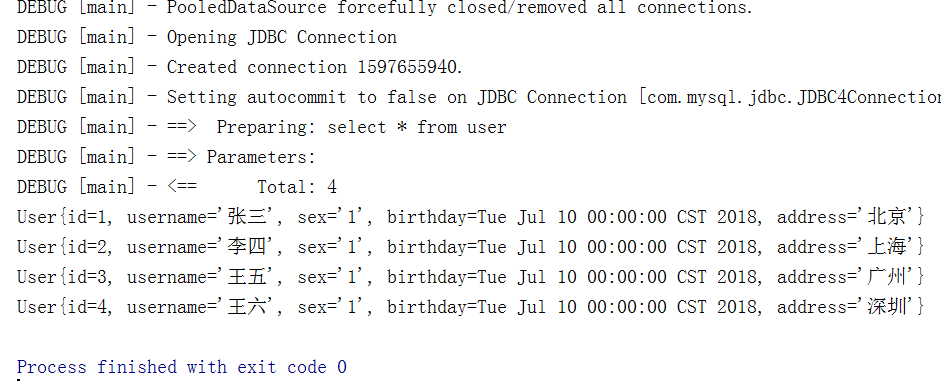 DEBUG [main] - PooledDataSource forcefully closed/removed all connections.
DEBUG [main] - Opening JDBC Connection
DEBUG [main] - Created connection 1597655940.
DEBUG [main] - Setting autocommit to false on JDBC Connection [com.mysql.jdbc.JDBC4Connection
DEBUG [main] - ==>  Preparing: select * from user
DEBUG [main] - ==> Parameters:
DEBUG [main] - <==      Total: 4
User{id=1, username='张三', sex='1', birthday=Tue Jul 10 00:00:00 CST 2018, address='北京'}
User{id=2, username='李四', sex='1', birthday=Tue Jul 10 00:00:00 CST 2018, address='上海'}
User{id=3, username='王五', sex='1', birthday=Tue Jul 10 00:00:00 CST 2018, address='广州'}
User{id=4, username='王六', sex='1', birthday=Tue Jul 10 00:00:00 CST 2018, address='深圳'}
Process finished with exit code 0